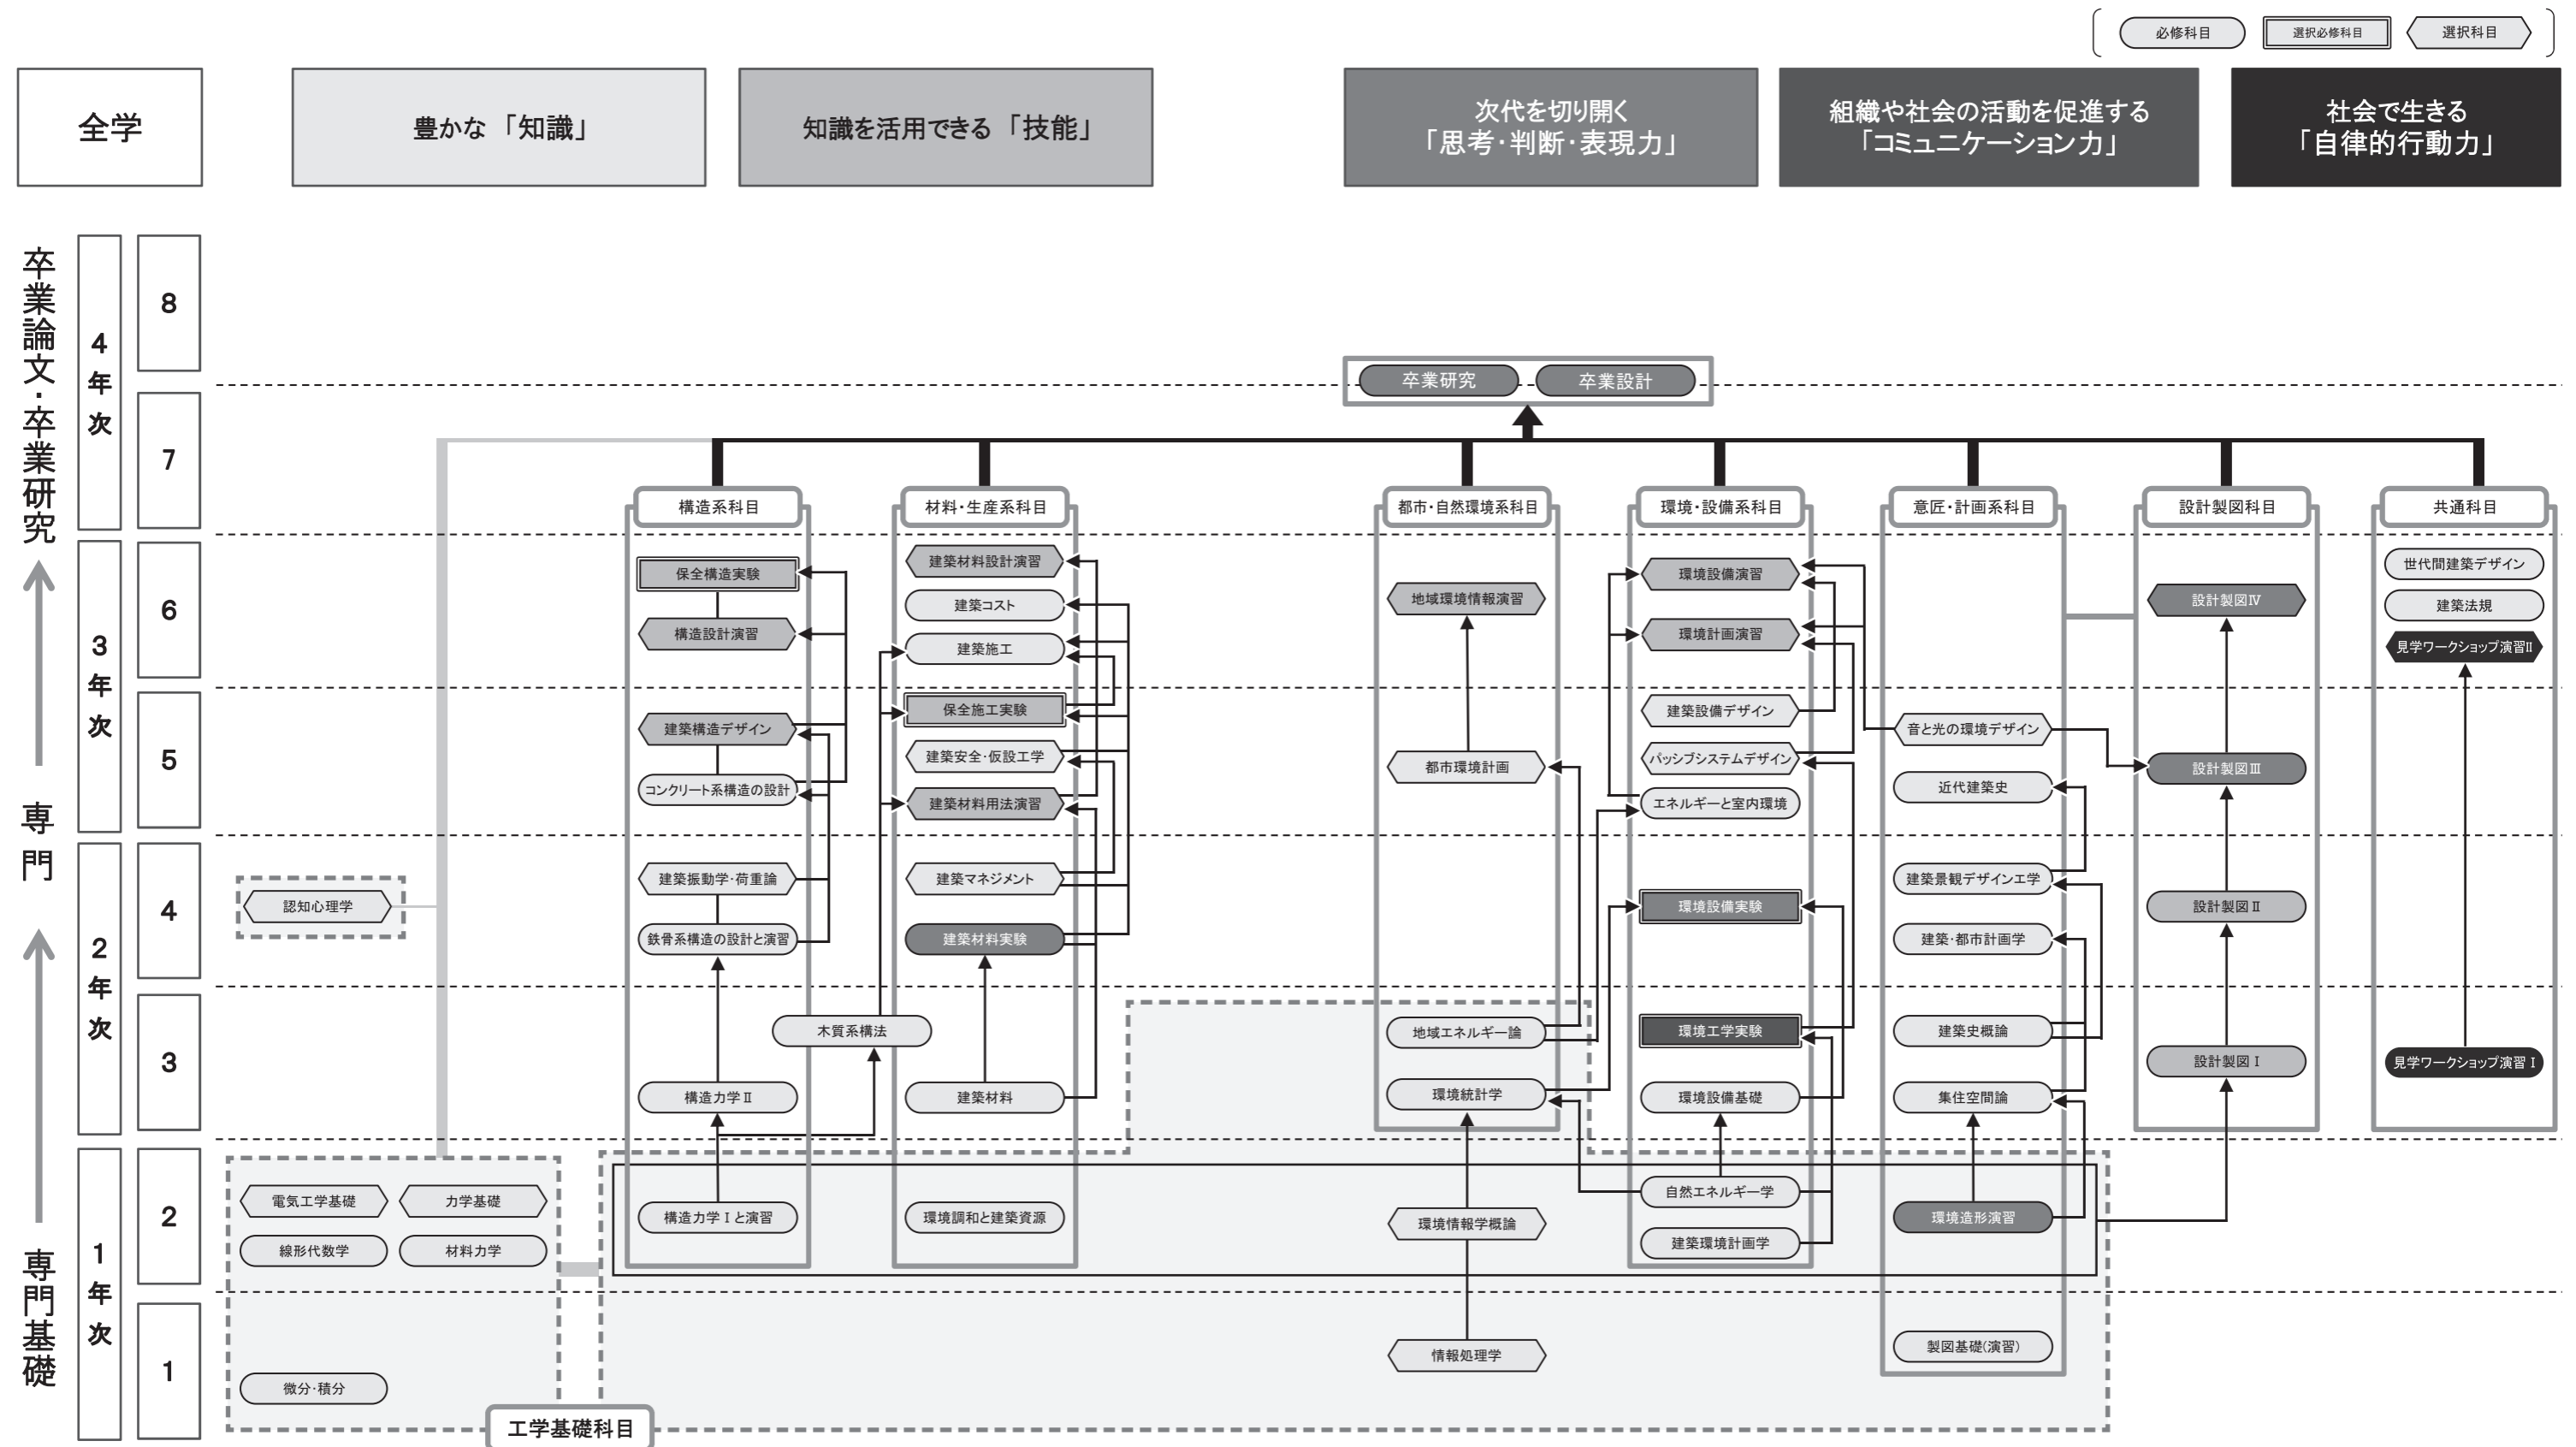 必修科目
選択必修科目
選択科目
全学
豊かな「知識」
知識を活用できる「技能」
次代を切り開く
「思考・判断・表現力」
組織や社会の活動を促進する
「コミュニケーション力」
社会で生きる
「自律的行動力」
卒業論文・卒業研究
専門
専門基礎
4年次
3年次
2年次
1年次
8
7
6
5
4
3
2
1
卒業研究
卒業設計
構造系科目
保全構造実験
構造設計演習
建築構造デザイン
コンクリート系構造の設計
建築振動学・荷重論
鉄骨系構造の設計と演習
木質系構法
構造力学Ⅱ
構造力学Ⅰと演習
材料・生産系科目
建築材料設計演習
建築コスト
建築施工
保全施工実験
建築安全・仮設工学
建築材料用法演習
建築マネジメント
建築材料実験
建築材料
環境調和と建築資源
都市・自然環境系科目
地域環境情報演習
都市環境計画
地域エネルギー論
環境統計学
環境情報学概論
情報処理学
環境・設備系科目
環境設備演習
環境計画演習
建築設備デザイン
パッシブシステムデザイン
エネルギーと室内環境
環境設備実験
環境工学実験
環境設備基礎
自然エネルギー学
建築環境計画学
意匠・計画系科目
音と光の環境デザイン
近代建築史
建築景観デザイン工学
建築・都市計画学
建築史概論
集住空間論
環境造形演習
製図基礎(演習)
設計製図科目
設計製図Ⅳ
設計製図Ⅲ
設計製図Ⅱ
設計製図Ⅰ
共通科目
世代間建築デザイン
建築法規
見学ワークショップ演習Ⅱ
見学ワークショップ演習Ⅰ
認知心理学
電気工学基礎
力学基礎
線形代数学
材料力学
微分・積分
工学基礎科目